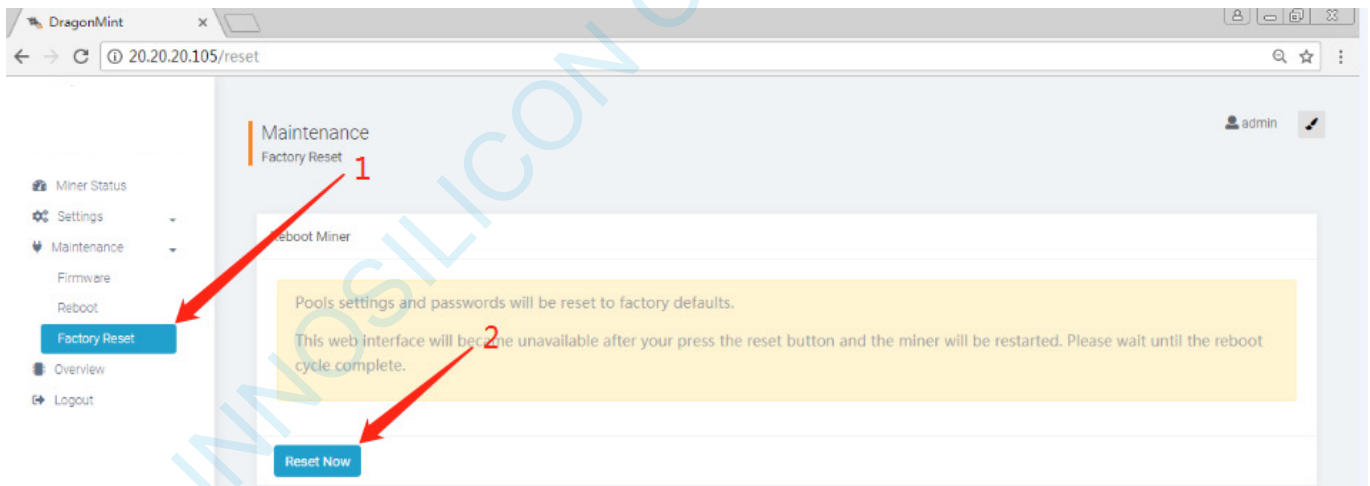 DragonMint
20.20.20.105/reset
admin
Maintenance
Factory Reset
1
Miner Status
Settings
Maintenance
Firmware
Reboot
Factory Reset
Overview
Logout
Reboot Miner
Pools settings and passwords will be reset to factory defaults.
This web interface will became unavailable after your press the reset button and the miner will be restarted. Please wait until the reboot
cycle complete.
2
Reset Now
INNOSILICON